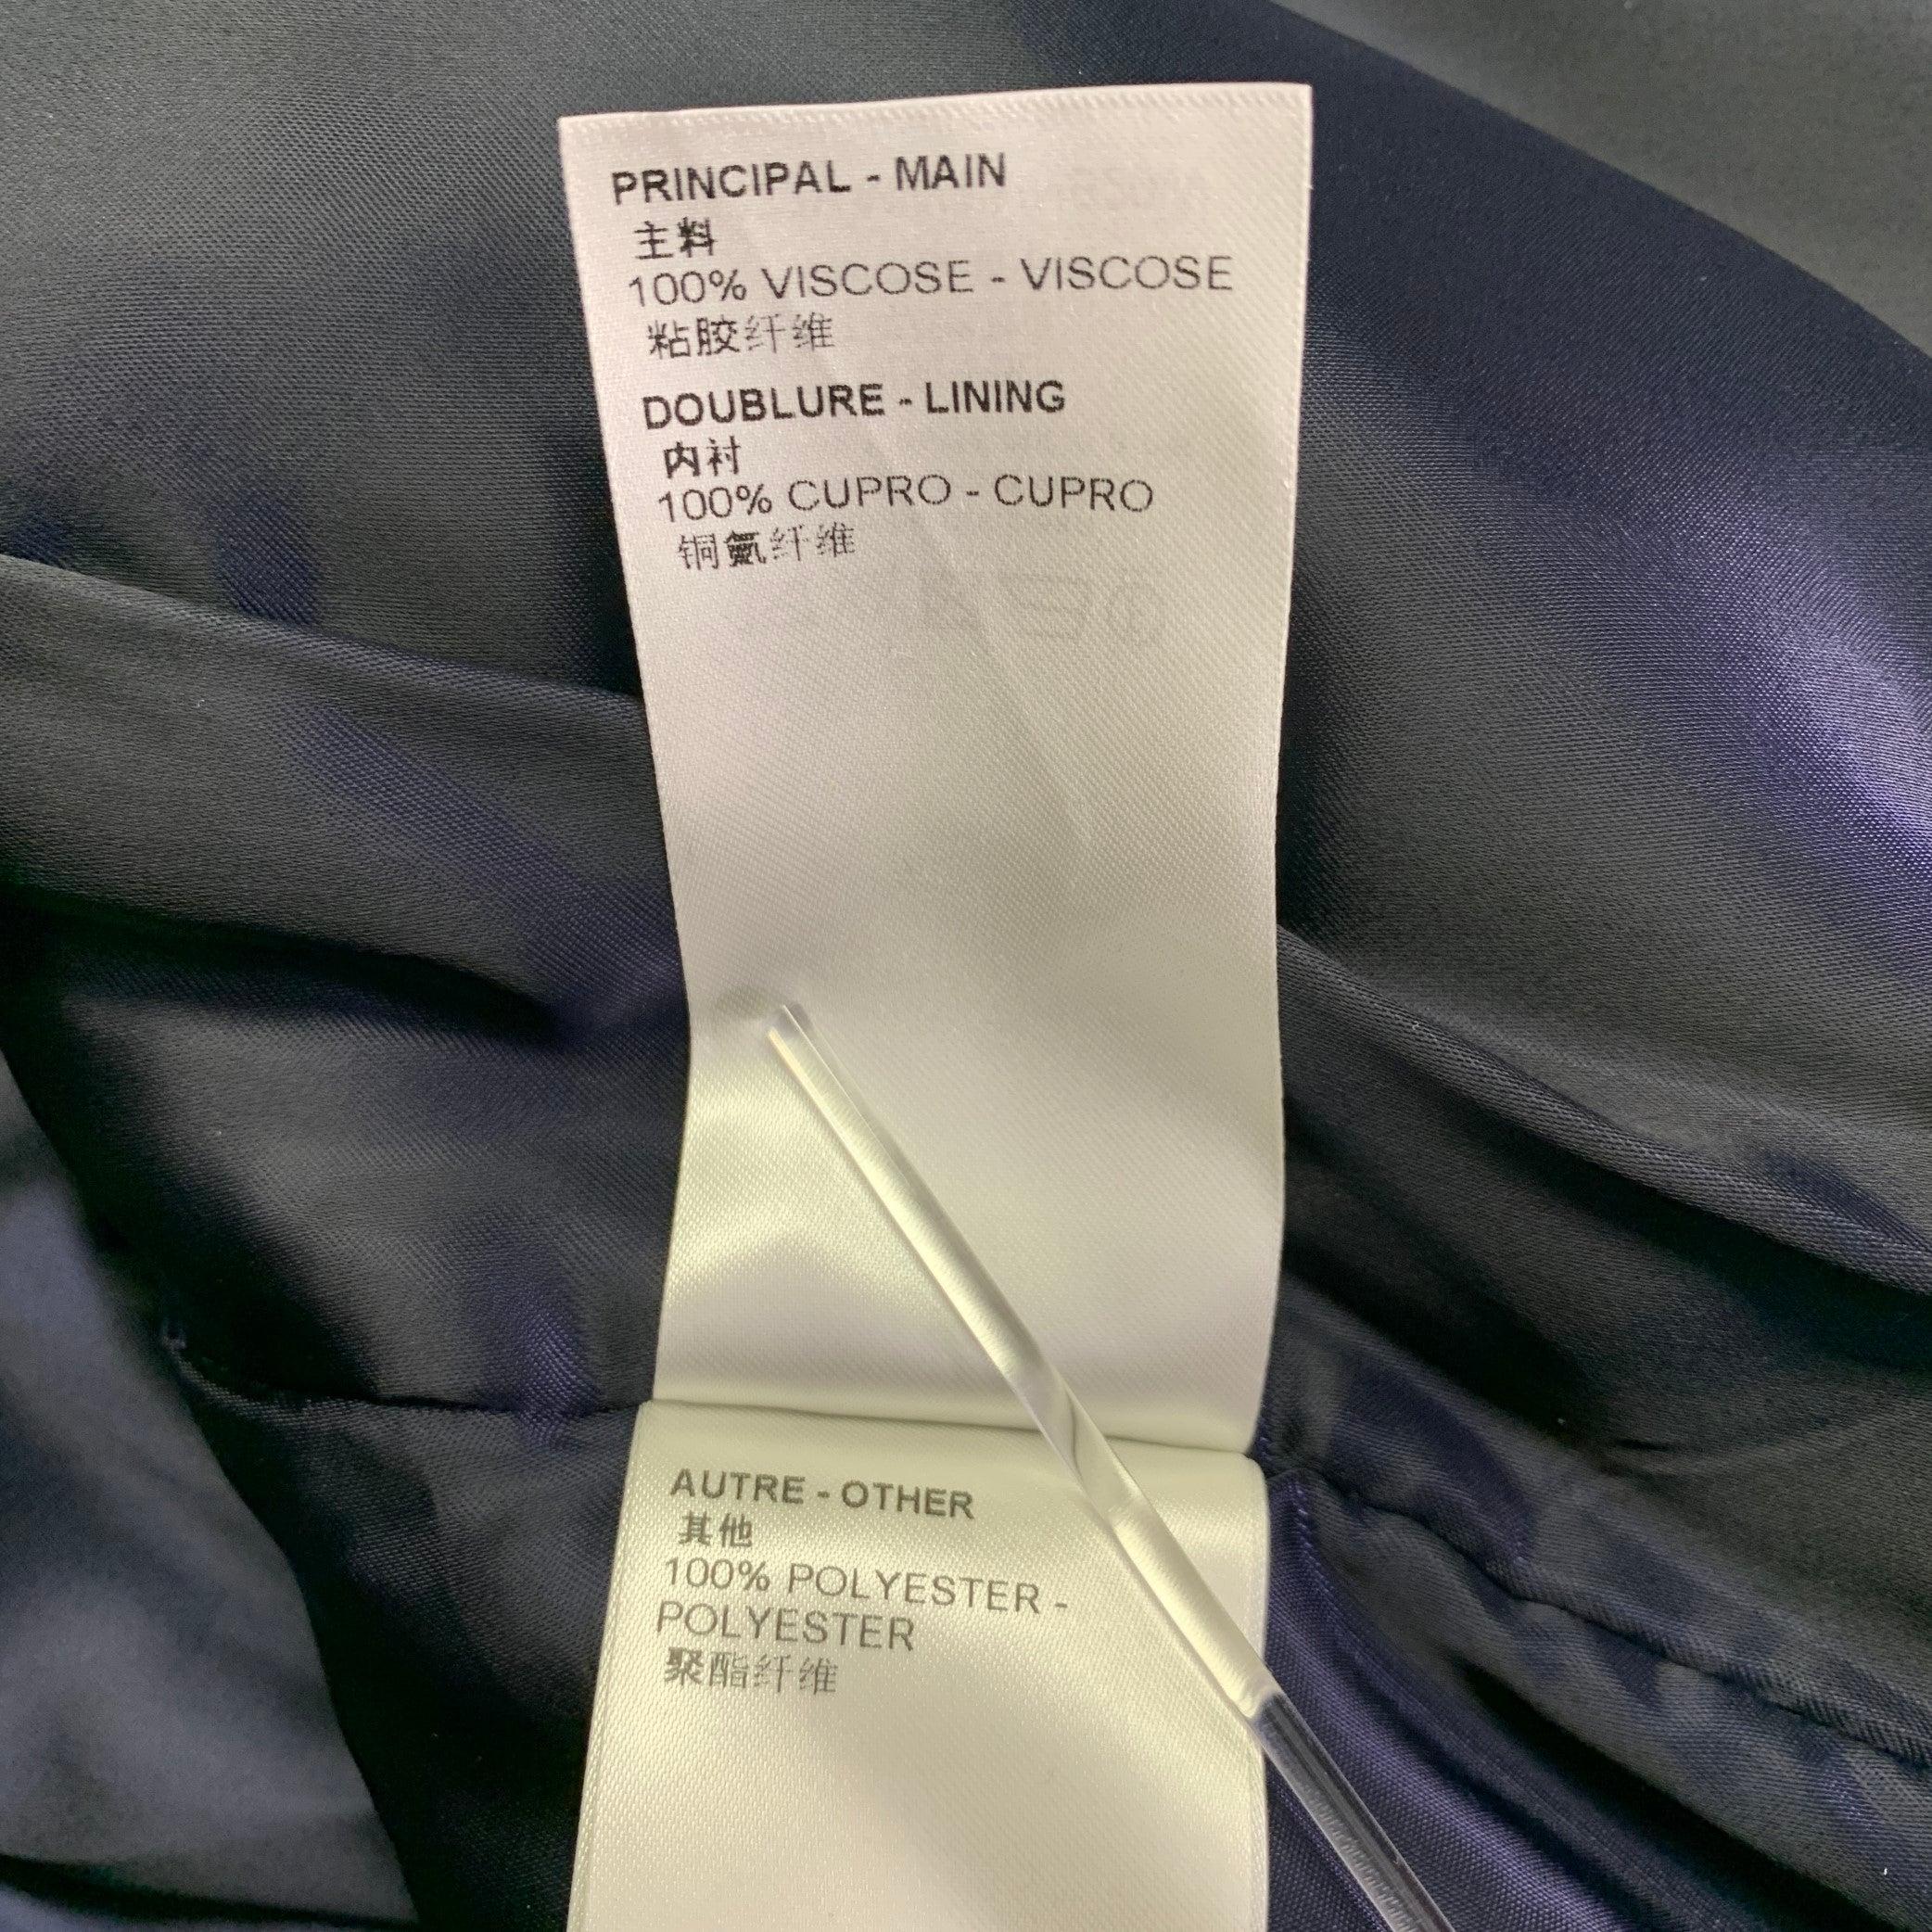 PRINCIPAL - MAIN
主料
100% VISCOSE - VISCOSE
粘胶纤维
DOUBLURE - LINING
内衬
100% CUPRO - CUPRO
铜氨纤维
AUTRE - OTHER
其他
100% POLYESTER -
POLYESTER
聚酯纤维